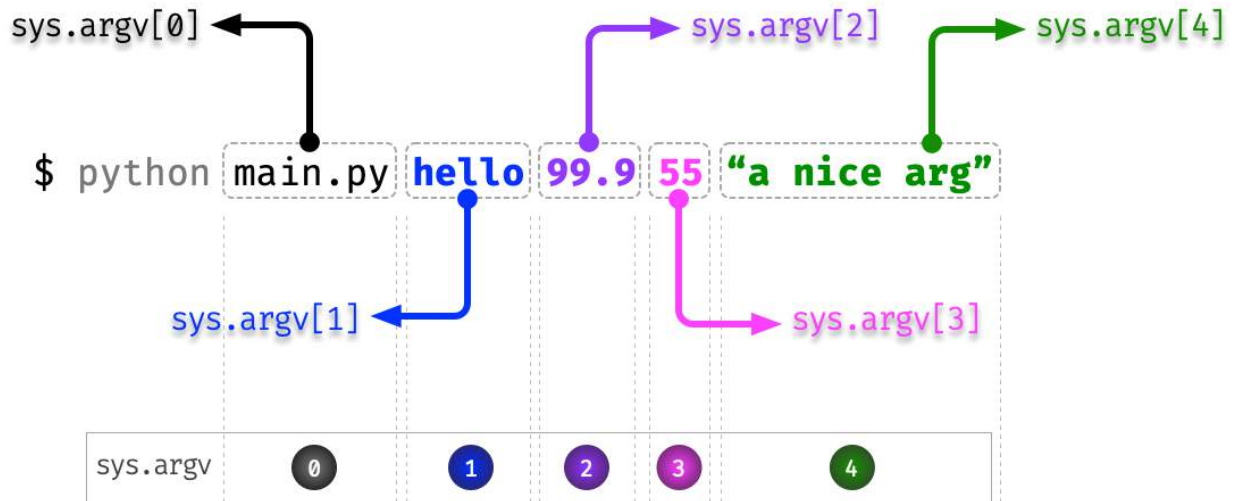 sys.argv[0] sys.argv[2] sys.argv[4]
$ python main.py hello 99.9 55 “a nice arg”
sys.argv[1] sys.argv[3]
sys.argv 0 1 2 3 4